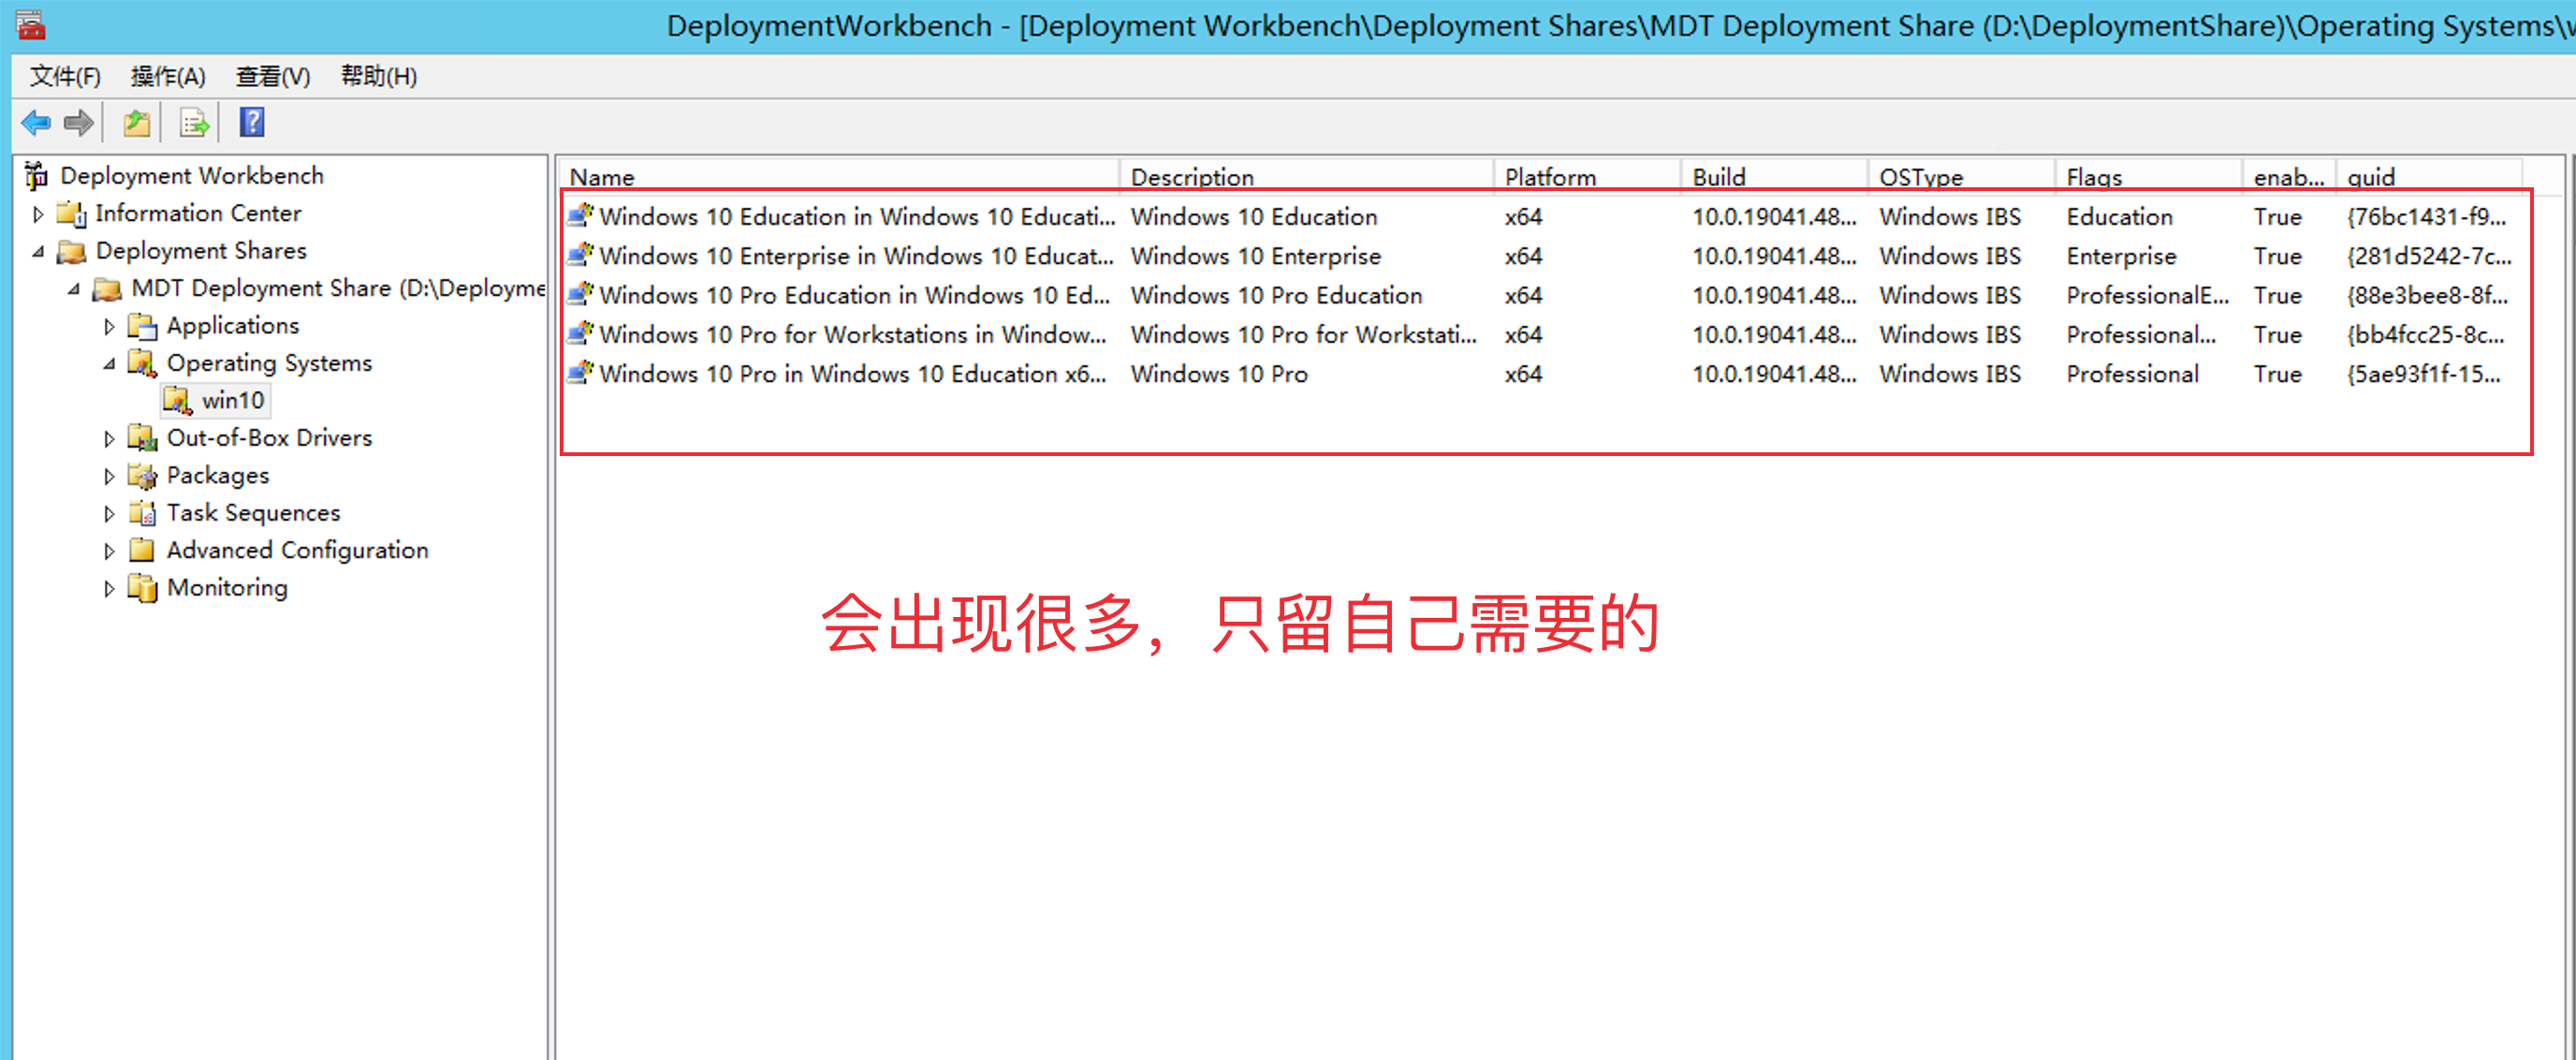 DeploymentWorkbench - [Deployment Workbench\Deployment Shares\MDT Deployment Share (D:\DeploymentShare)\Operating Systems\
文件(F) 操作(A) 查看(V) 帮助(H)
Deployment Workbench
Information Center
Deployment Shares
MDT Deployment Share (D:\Deployme
Applications
Operating Systems
win10
Out-of-Box Drivers
Packages
Task Sequences
Advanced Configuration
Monitoring
Name Description Platform Build OSType Flags enab... guid
Windows 10 Education in Windows 10 Educati... Windows 10 Education x64 10.0.19041.48... Windows IBS Education True {76bc1431-f9...
Windows 10 Enterprise in Windows 10 Educat... Windows 10 Enterprise x64 10.0.19041.48... Windows IBS Enterprise True {281d5242-7c...
Windows 10 Pro Education in Windows 10 Ed... Windows 10 Pro Education x64 10.0.19041.48... Windows IBS ProfessionalE... True {88e3bee8-8f...
Windows 10 Pro for Workstations in Window... Windows 10 Pro for Workstati... x64 10.0.19041.48... Windows IBS Professional... True {bb4fcc25-8c...
Windows 10 Pro in Windows 10 Education x6... Windows 10 Pro x64 10.0.19041.48... Windows IBS Professional True {5ae93f1f-15...
会出现很多，只留自己需要的